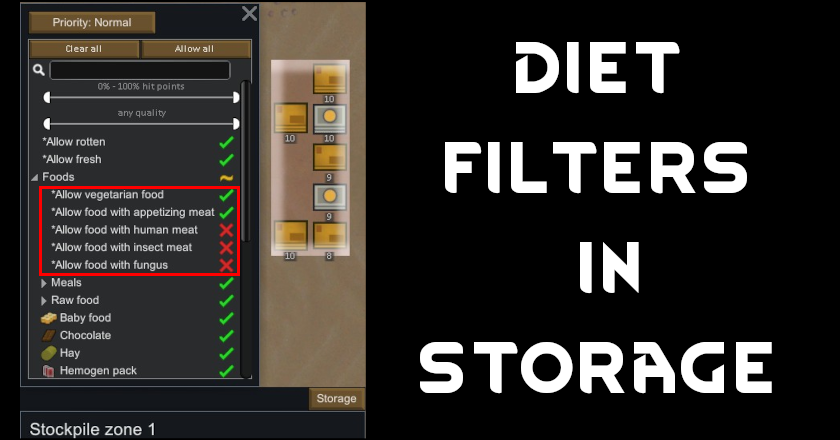 Priority: Normal
Clear all
Allow all
0% - 100% hit points
any quality
*Allow rotten
*Allow fresh
Foods
*Allow vegetarian food
*Allow food with appetizing meat
*Allow food with human meat
*Allow food with insect meat
*Allow food with fungus
Meals
Raw food
Baby food
Chocolate
Hay
Hemogen pack
Storage
Stockpile zone 1
10
10
10
9
9
10
8
DIET
FILTERS
IN
STORAGE